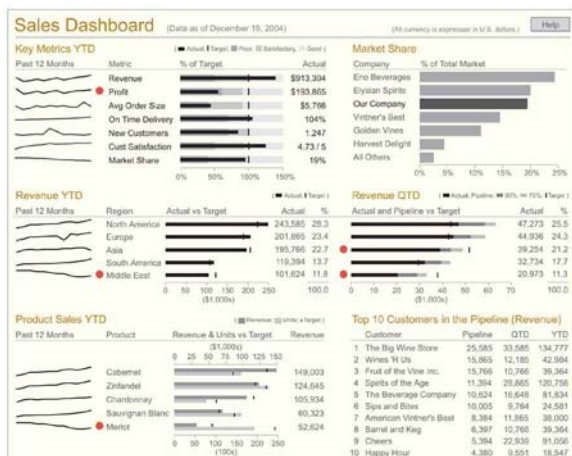 Sales Dashboard (Data as of December 19, 2004) (All currency is expressed in U.S. dollars.) Help
Key Metrics YTD (Actual, Target, Poor, Satisfactory, Good)
Past 12 Months Metric % of Target Actual
Revenue $913,394
Profit $193,865
Avg Order Size $5,766
On Time Delivery 104%
New Customers 1,247
Cust Satisfaction 4.73 / 5
Market Share 19%
0% 50% 100% 150%
Market Share
Company % of Total Market
Eno Beverages
Elysian Spirits
Our Company
Vintner's Best
Golden Vines
Harvest Delight
All Others
0% 5% 10% 15% 20% 25%
Revenue YTD (Actual, Target)
Past 12 Months Region Actual vs Target Actual %
North America 243,585 28.3
Europe 201,665 23.4
Asia 195,766 22.7
South America 119,394 13.7
Middle East 101,624 11.8
0 50 100 150 200 250 100.0
($1,000s)
Revenue QTD (Actual, Pipeline: 90%, 75%, Target)
Actual and Pipeline vs Target Actual %
47,273 25.5
44,936 24.3
39,254 21.2
32,734 17.7
20,973 11.3
0 10 20 30 40 50 60 70 100.0
($1,000s)
Product Sales YTD (Revenue, Units, Target)
Past 12 Months Product Revenue & Units vs Target Revenue
($1,000s)
0 25 50 75 100 125 150
Cabernet 149,003
Zinfandel 124,645
Chardonnay 105,934
Sauvignan Blanc 60,323
Merlot 52,624
0 50 100 150 200 250
(100s)
Top 10 Customers in the Pipeline (Revenue)
Customer Pipeline QTD YTD
1 The Big Wine Store 25,585 33,585 134,777
2 Wines 'R Us 15,865 12,185 42,984
3 Fruit of the Vine Inc. 15,766 10,766 39,364
4 Spirits of the Age 11,394 28,665 120,756
5 The Beverage Company 10,624 16,648 81,834
6 Sips and Bites 10,005 9,764 24,581
7 American Vintner's Best 8,384 11,865 38,000
8 Barrel and Keg 6,397 10,766 39,364
9 Cheers 5,394 22,939 91,056
10 Happy Hour 4,380 9,551 18,547